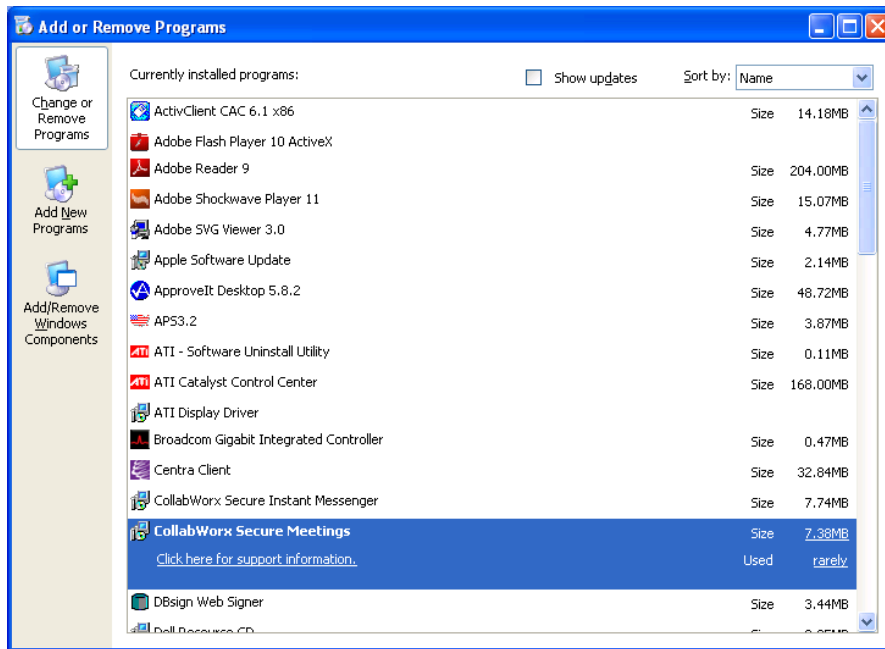 Add or Remove Programs
Change or
Remove
Programs
Add New
Programs
Add/Remove
Windows
Components
Currently installed programs:
Show updates
Sort by: Name
ActivClient CAC 6.1 x86 Size 14.18MB
Adobe Flash Player 10 ActiveX
Adobe Reader 9 Size 204.00MB
Adobe Shockwave Player 11 Size 15.07MB
Adobe SVG Viewer 3.0 Size 4.77MB
Apple Software Update Size 2.14MB
ApproveIt Desktop 5.8.2 Size 48.72MB
APS3.2 Size 3.87MB
ATI ATI - Software Uninstall Utility Size 0.11MB
ATI ATI Catalyst Control Center Size 168.00MB
ATI Display Driver
Broadcom Gigabit Integrated Controller Size 0.47MB
Centra Client Size 32.84MB
CollabWorx Secure Instant Messenger Size 7.74MB
CollabWorx Secure Meetings Size 7.38MB
Click here for support information. Used rarely
DBsign Web Signer Size 3.44MB
Dell Resource CD